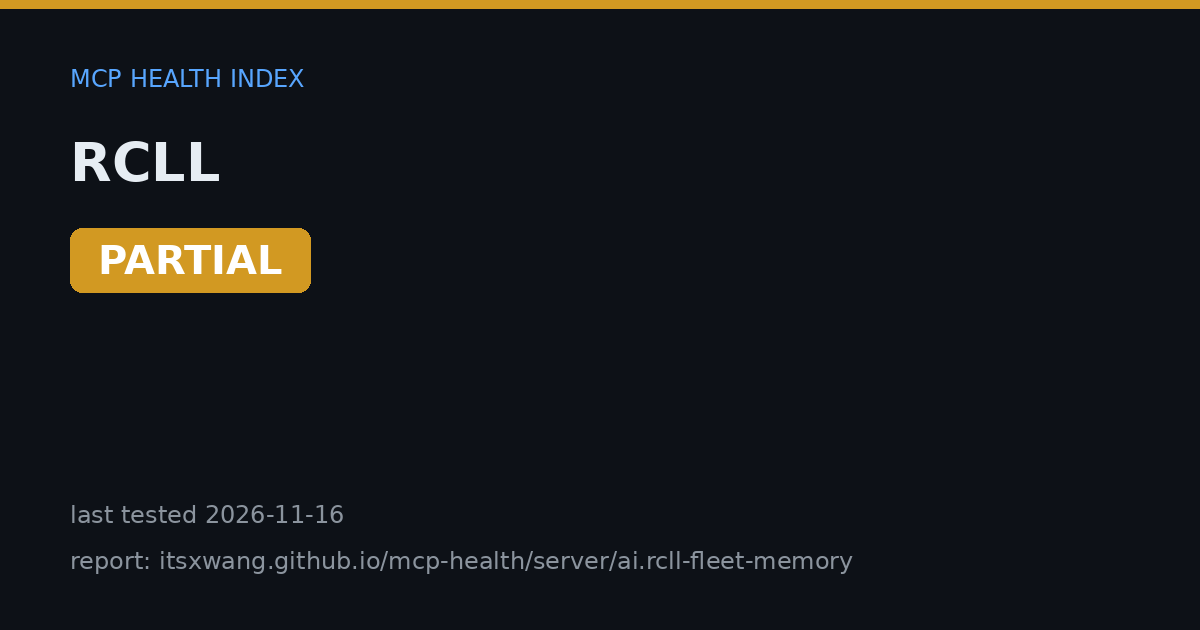 MCP HEALTH INDEX
RCLL
PARTIAL
last tested 2026-11-16
report: itsxwang.github.io/mcp-health/server/ai.rcll-fleet-memory